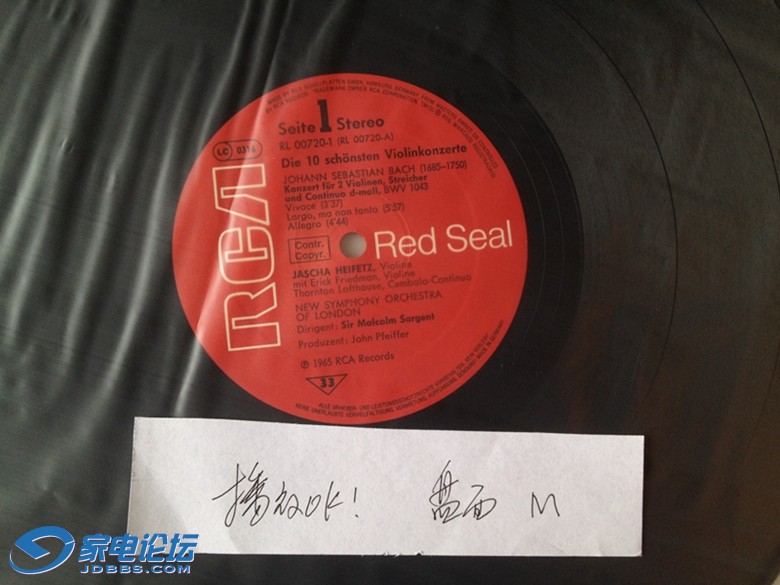 RCA
Red Seal
Seite 1 Stereo
RL 00720-1 (RL 00720-A)
LC 0316
Die 10 schönsten Violinkonzerte
JOHANN SEBASTIAN BACH (1685-1750)
Konzert für 2 Violinen, Streicher
und Continuo d-moll, BWV 1043
Vivace (3'37)
Largo, ma non tanto (5'57)
Allegro (4'44)
Contr.
Copyr.
JASCHA HEIFETZ, Violine
mit Erick Friedman, Violine
Thornton Lofthouse, Cembalo-Continuo
NEW SYMPHONY ORCHESTRA
OF LONDON
Dirigent: Sir Malcolm Sargent
Produzent: John Pfeiffer
℗ 1965 RCA Records
33
播放OK! 盘面 M
家电论坛
JDBBS.COM